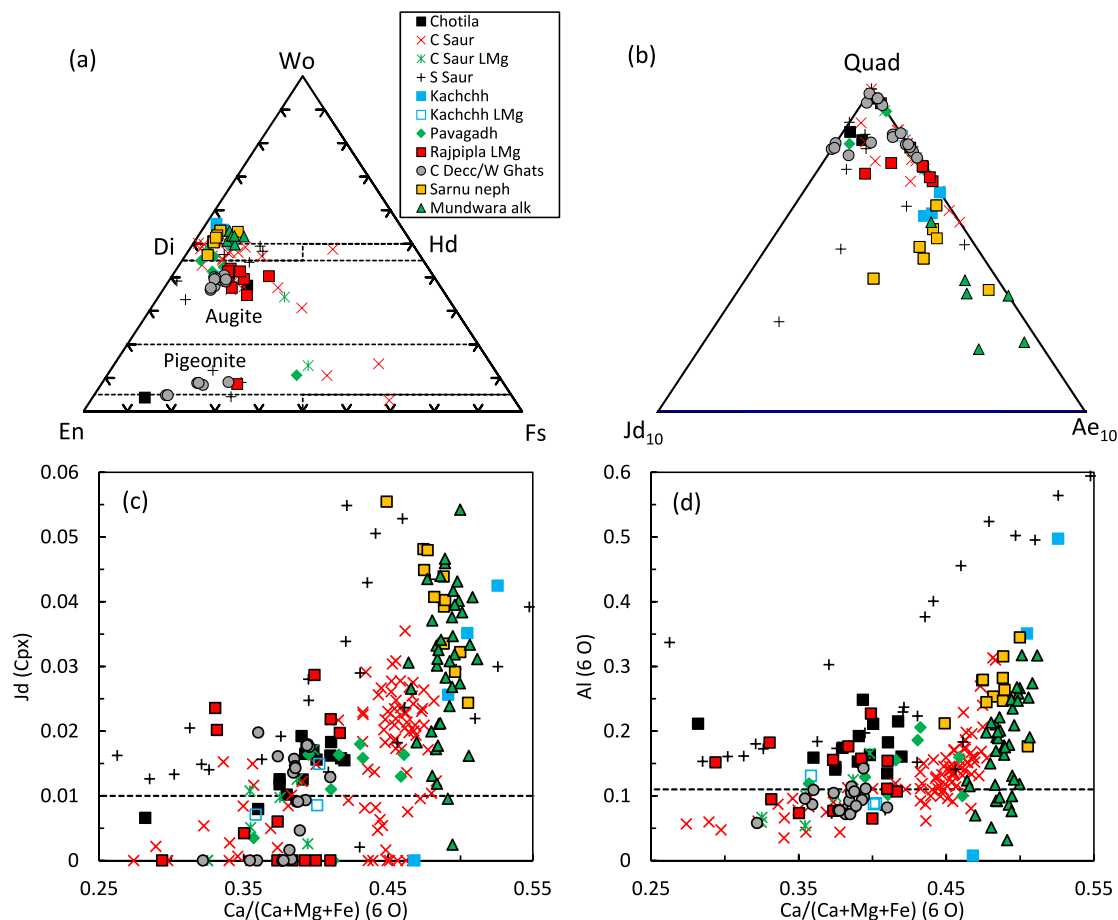 Chotila
C Saur
C Saur LMg
S Saur
Kachchh
Kachchh LMg
Pavagadh
Rajpipla LMg
C Decc/W Ghats
Sarnu neph
Mundwara alk
(a)
Wo
Di
Hd
Augite
Pigeonite
En
Fs
(b)
Quad
Jd10
Ae10
(c)
0.06
0.05
0.04
0.03
0.02
0.01
0
Jd (Cpx)
0.25
0.35
0.45
0.55
Ca/(Ca+Mg+Fe) (6 O)
(d)
0.6
0.5
0.4
0.3
0.2
0.1
0
Al (6 O)
0.25
0.35
0.45
0.55
Ca/(Ca+Mg+Fe) (6 O)